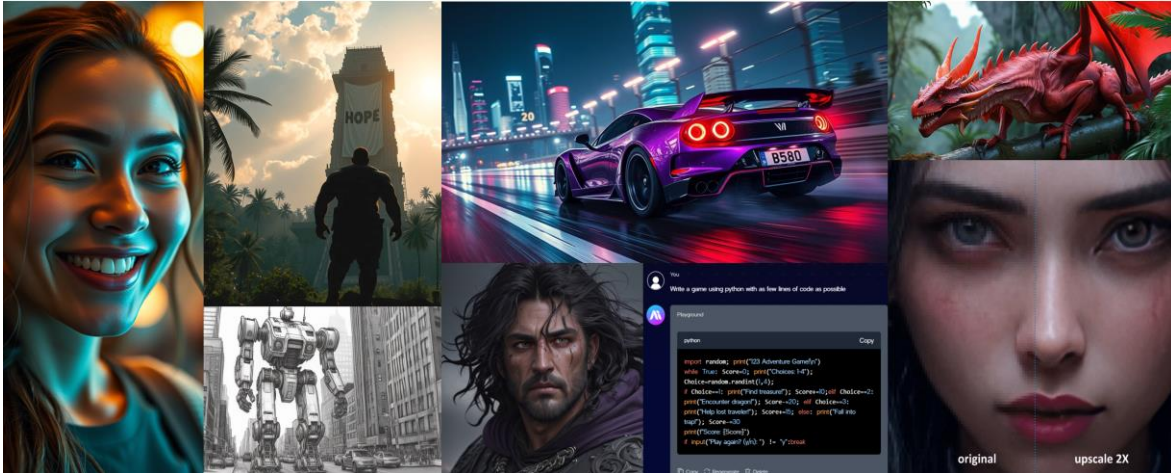 HOPE
20
B580
You
Write a game using python with as few lines of code as possible
Playground
python Copy
import random; print("123 Adventure Game!\n")
while True: Score=0; print("Choices: 1-4");
Choice=random.randint(1,4);
if Choice==1: print("Find treasure!"); Score+=10;elif Choice==2:
print("Encounter dragon!"); Score-=20; elif Choice==3:
print("Help lost traveler!"); Score+=15; else: print("Fall into
trap!"); Score-=30
print(f"Score: {Score}")
if input("Play again? (y/n): ") != "y":break
Copy Regenerate Delete
original upscale 2X